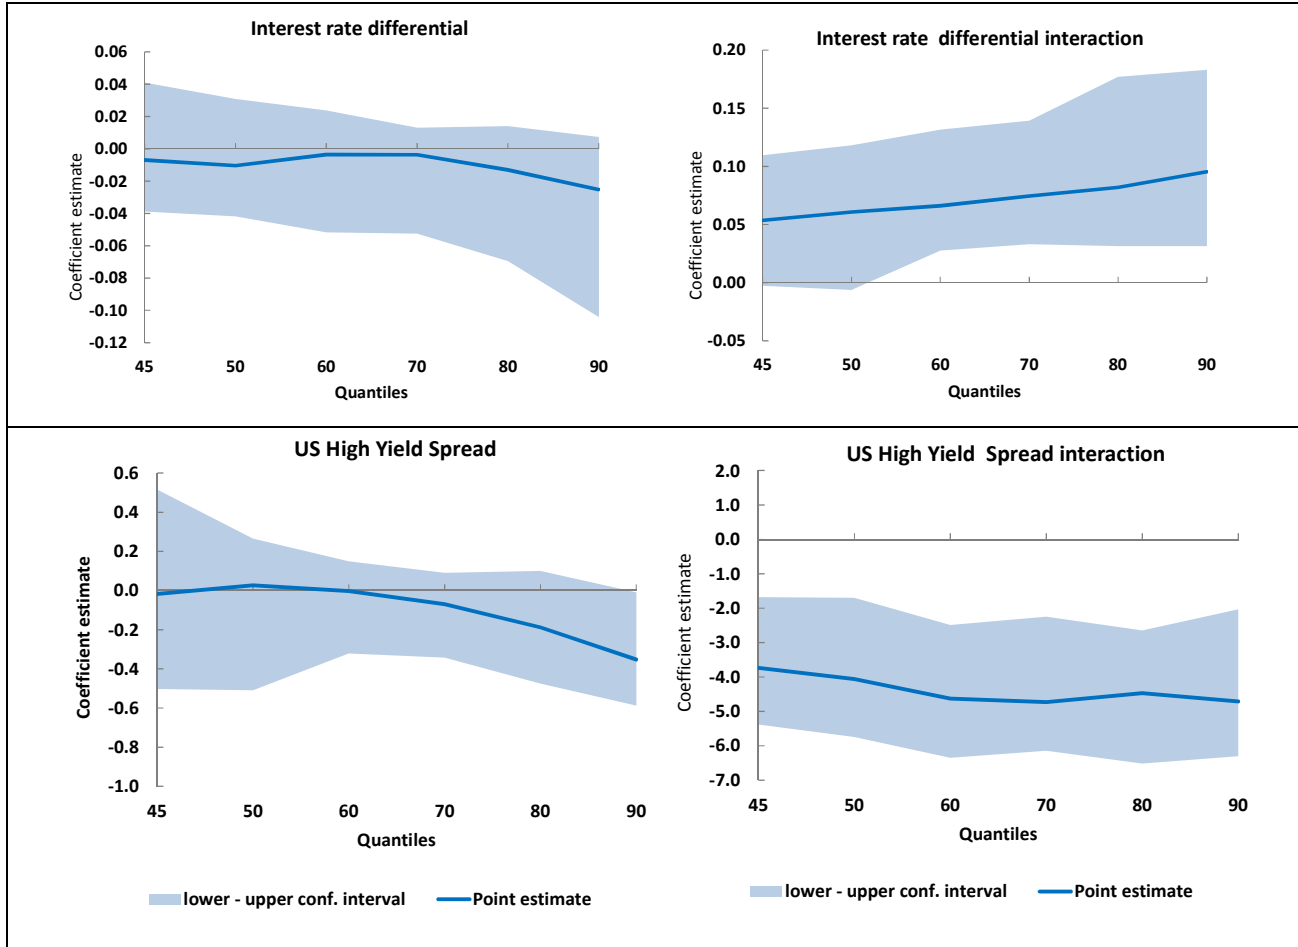 Interest rate differential
0.06
0.04
0.02
0.00
-0.02
-0.04
-0.06
-0.08
-0.10
-0.12
Coefficient estimate
45 50 60 70 80 90
Quantiles
Interest rate  differential interaction
0.20
0.15
0.10
0.05
0.00
-0.05
Coefficient estimate
45 50 60 70 80 90
Quantiles
US High Yield Spread
0.6
0.4
0.2
0.0
-0.2
-0.4
-0.6
-0.8
-1.0
Coefficient estimate
45 50 60 70 80 90
Quantiles
lower - upper conf. interval Point estimate
US High Yield  Spread interaction
2.0
1.0
0.0
-1.0
-2.0
-3.0
-4.0
-5.0
-6.0
-7.0
Coefficient estimate
45 50 60 70 80 90
Quantiles
lower - upper conf. interval Point estimate